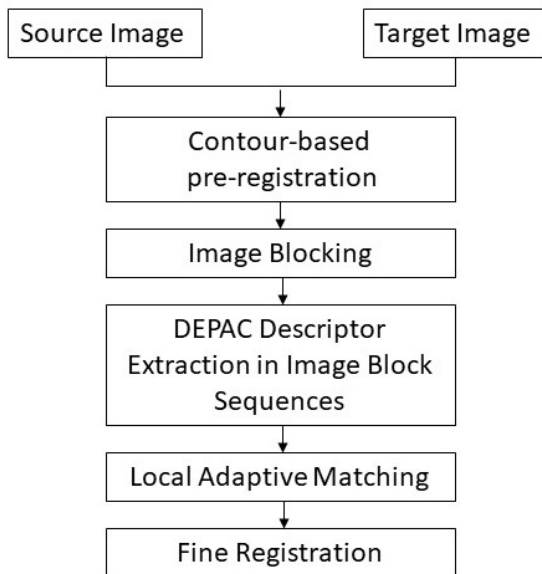 Source Image
Target Image
Contour-based
pre-registration
Image Blocking
DEPAC Descriptor
Extraction in Image Block
Sequences
Local Adaptive Matching
Fine Registration